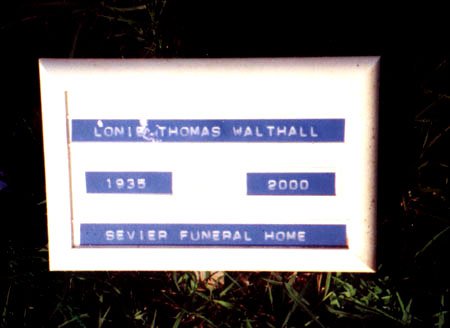 LONIE THOMAS WALTHALL
1935 2000
SEVIER FUNERAL HOME